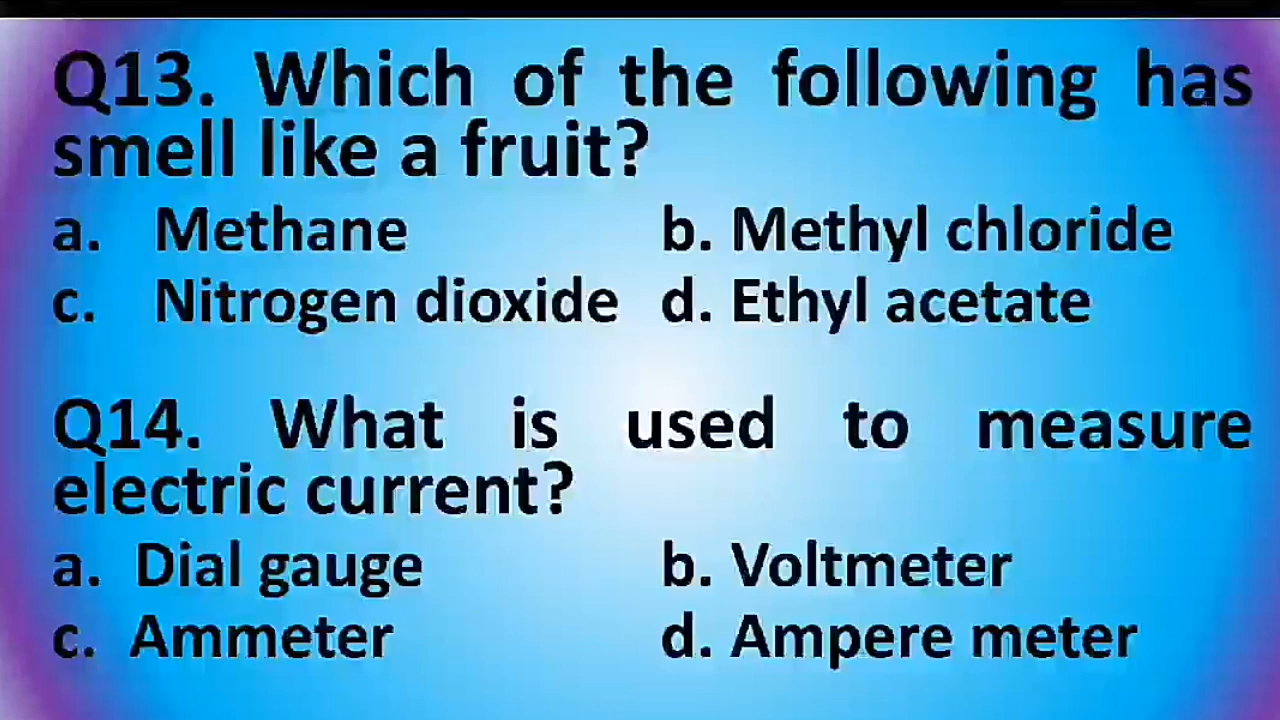 Q13. Which of the following has
smell like a fruit?
a. Methane b. Methyl chloride
c. Nitrogen dioxide d. Ethyl acetate
Q14. What is used to measure
electric current?
a. Dial gauge b. Voltmeter
c. Ammeter d. Ampere meter